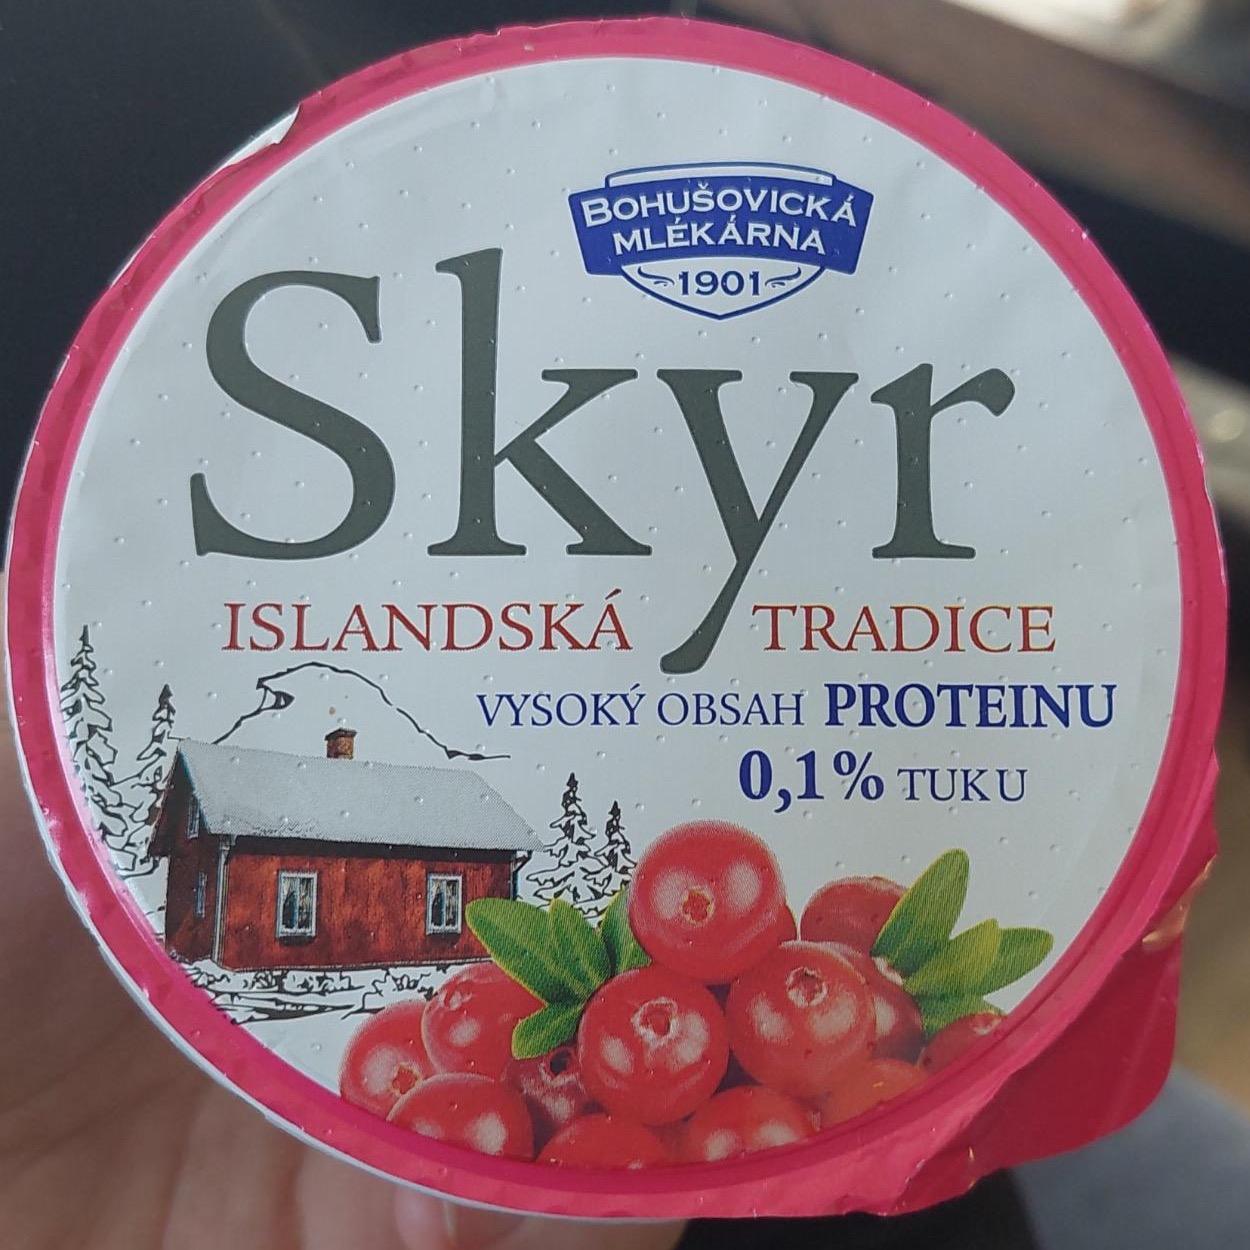 BOHUŠOVICKÁ
MLÉKÁRNA
1901
Skyr
ISLANDSKÁ TRADICE
VYSOKÝ OBSAH PROTEINU
0,1% TUKU